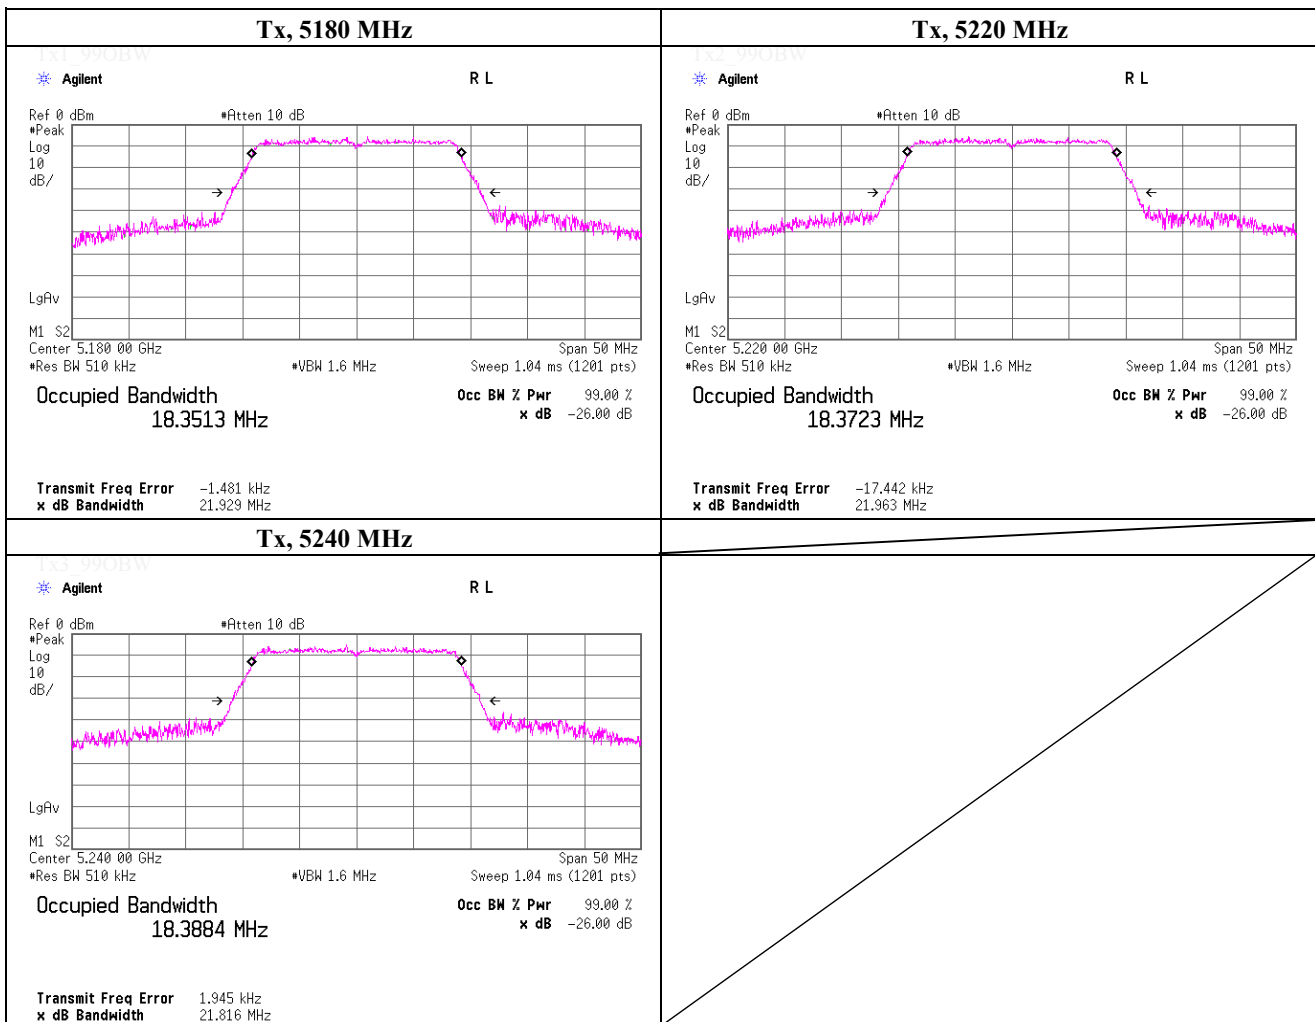 Tx, 5180 MHz
Tx1_99OBW
Agilent R L
Ref 0 dBm #Atten 10 dB
#Peak
Log
10
dB/
LgAv
M1 S2
Center 5.180 00 GHz Span 50 MHz
#Res BW 510 kHz #VBW 1.6 MHz Sweep 1.04 ms (1201 pts)
Occupied Bandwidth Occ BW % Pwr 99.00 %
18.3513 MHz x dB -26.00 dB
Transmit Freq Error -1.481 kHz
x dB Bandwidth 21.929 MHz
Tx, 5220 MHz
Tx2_99OBW
Agilent R L
Ref 0 dBm #Atten 10 dB
#Peak
Log
10
dB/
LgAv
M1 S2
Center 5.220 00 GHz Span 50 MHz
#Res BW 510 kHz #VBW 1.6 MHz Sweep 1.04 ms (1201 pts)
Occupied Bandwidth Occ BW % Pwr 99.00 %
18.3723 MHz x dB -26.00 dB
Transmit Freq Error -17.442 kHz
x dB Bandwidth 21.963 MHz
Tx, 5240 MHz
Tx3_99OBW
Agilent R L
Ref 0 dBm #Atten 10 dB
#Peak
Log
10
dB/
LgAv
M1 S2
Center 5.240 00 GHz Span 50 MHz
#Res BW 510 kHz #VBW 1.6 MHz Sweep 1.04 ms (1201 pts)
Occupied Bandwidth Occ BW % Pwr 99.00 %
18.3884 MHz x dB -26.00 dB
Transmit Freq Error 1.945 kHz
x dB Bandwidth 21.816 MHz